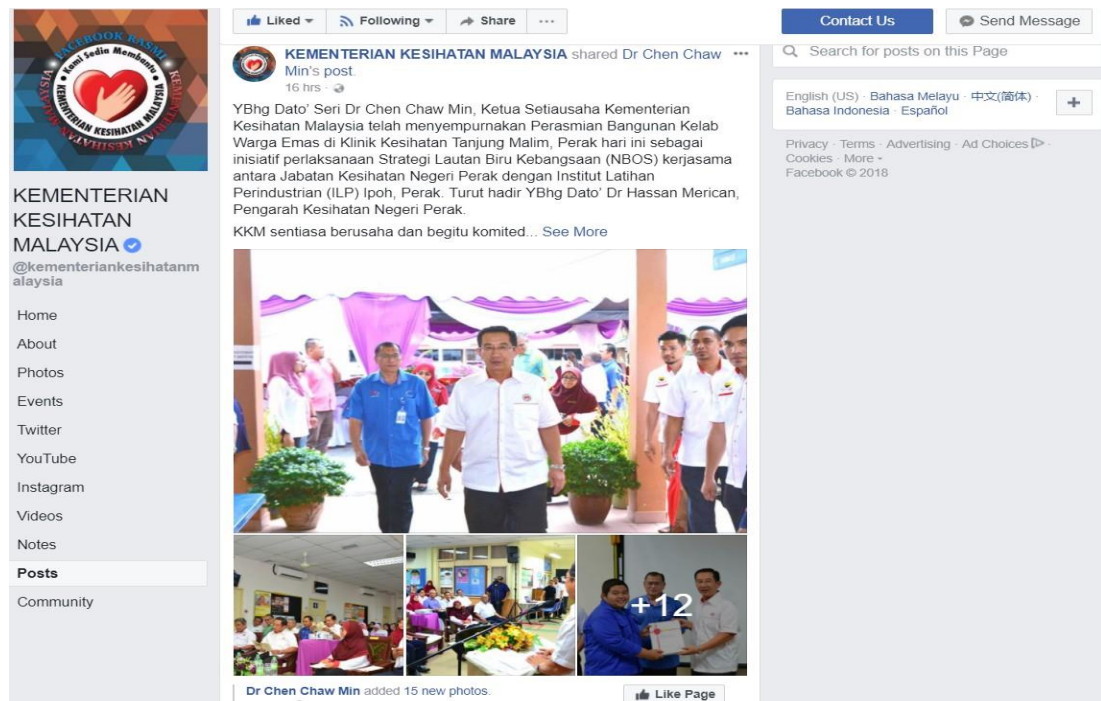 FACEBOOK RASMI
Kami Sedia Membantu
KEMENTERIAN KESIHATAN MALAYSIA
KEMENTERIAN
KESIHATAN
MALAYSIA
@kementeriankesihatanm
alaysia
Home
About
Photos
Events
Twitter
YouTube
Instagram
Videos
Notes
Posts
Community
Liked
Following
Share
...
KEMENTERIAN KESIHATAN MALAYSIA shared Dr Chen Chaw
Min's post.
16 hrs ·
YBhg Dato' Seri Dr Chen Chaw Min, Ketua Setiausaha Kementerian
Kesihatan Malaysia telah menyempurnakan Perasmian Bangunan Kelab
Warga Emas di Klinik Kesihatan Tanjung Malim, Perak hari ini sebagai
inisiatif perlaksanaan Strategi Lautan Biru Kebangsaan (NBOS) kerjasama
antara Jabatan Kesihatan Negeri Perak dengan Institut Latihan
Perindustrian (ILP) Ipoh, Perak. Turut hadir YBhg Dato' Dr Hassan Merican,
Pengarah Kesihatan Negeri Perak.
KKM sentiasa berusaha dan begitu komited... See More
+12
Dr Chen Chaw Min added 15 new photos.
Like Page
Contact Us
Send Message
Search for posts on this Page
English (US) · Bahasa Melayu · 中文(简体) ·
Bahasa Indonesia · Español
+
Privacy · Terms · Advertising · Ad Choices ·
Cookies · More
Facebook © 2018